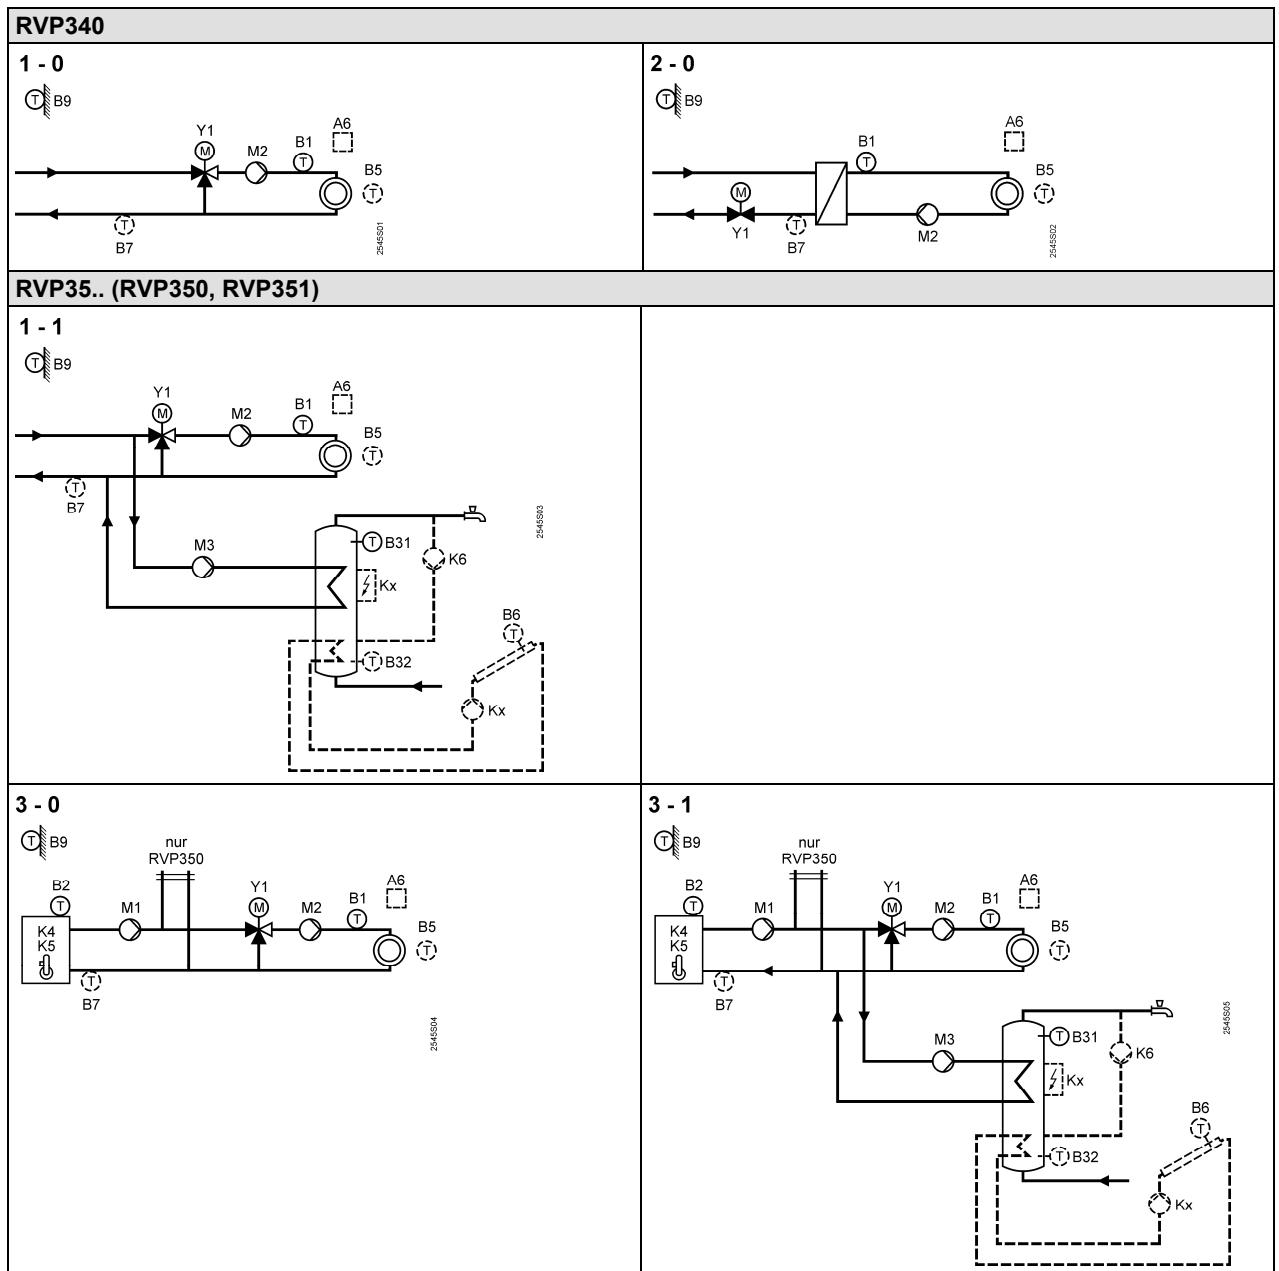 RVP340
1 - 0
T B9
Y1
M
M2
B1
T
A6
B5
T
T
B7
2545S01
2 - 0
T B9
B1
T
A6
B5
T
M
Y1
T
B7
M2
2545S02
RVP35.. (RVP350, RVP351)
1 - 1
T B9
Y1
M
M2
B1
T
A6
B5
T
T
B7
2545S03
T B31
M3
K6
Kx
B6
T
T B32
Kx
3 - 0
T B9
nur
RVP350
B2
T
M1
Y1
M
M2
B1
T
A6
K4
K5
B5
T
T
B7
2545S04
3 - 1
T B9
nur
RVP350
B2
T
M1
Y1
M
M2
B1
T
A6
K4
K5
B5
T
T
B7
2545S05
T B31
M3
K6
Kx
B6
T
T B32
Kx